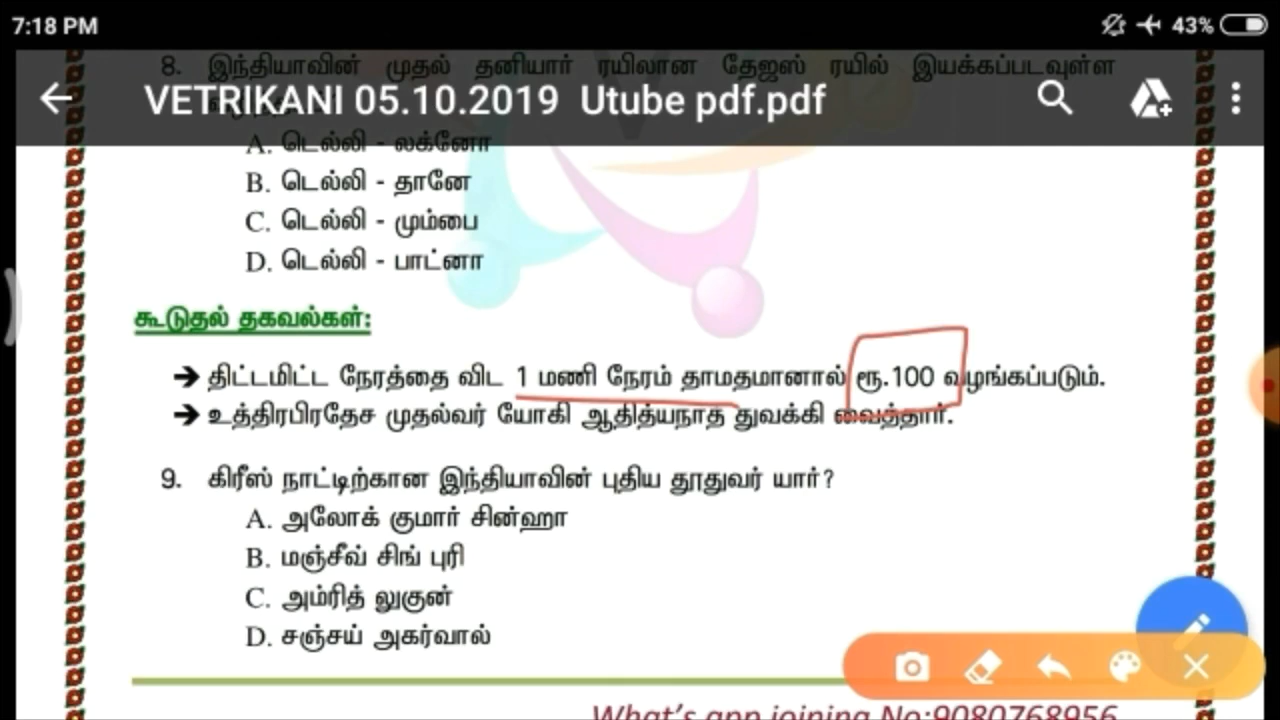 7:18 PM
43%
8. இந்தியாவின் முதல் தனியார் ரயிலான தேஜஸ் ரயில் இயக்கப்படவுள்ள
VETRIKANI 05.10.2019 Utube pdf.pdf
A. டெல்லி - லக்னோ
B. டெல்லி - தானே
C. டெல்லி - மும்பை
D. டெல்லி - பாட்னா
கூடுதல் தகவல்கள்:
➔ திட்டமிட்ட நேரத்தை விட 1 மணி நேரம் தாமதமானால் ரூ.100 வழங்கப்படும்.
➔ உத்திரபிரதேச முதல்வர் யோகி ஆதித்யநாத துவக்கி வைத்தார்.
9. கிரீஸ் நாட்டிற்கான இந்தியாவின் புதிய தூதுவர் யார்?
A. அலோக் குமார் சின்ஹா
B. மஞ்சீவ் சிங் புரி
C. அம்ரித் லுகுன்
D. சஞ்சய் அகர்வால்
What's app joining No:9080768956